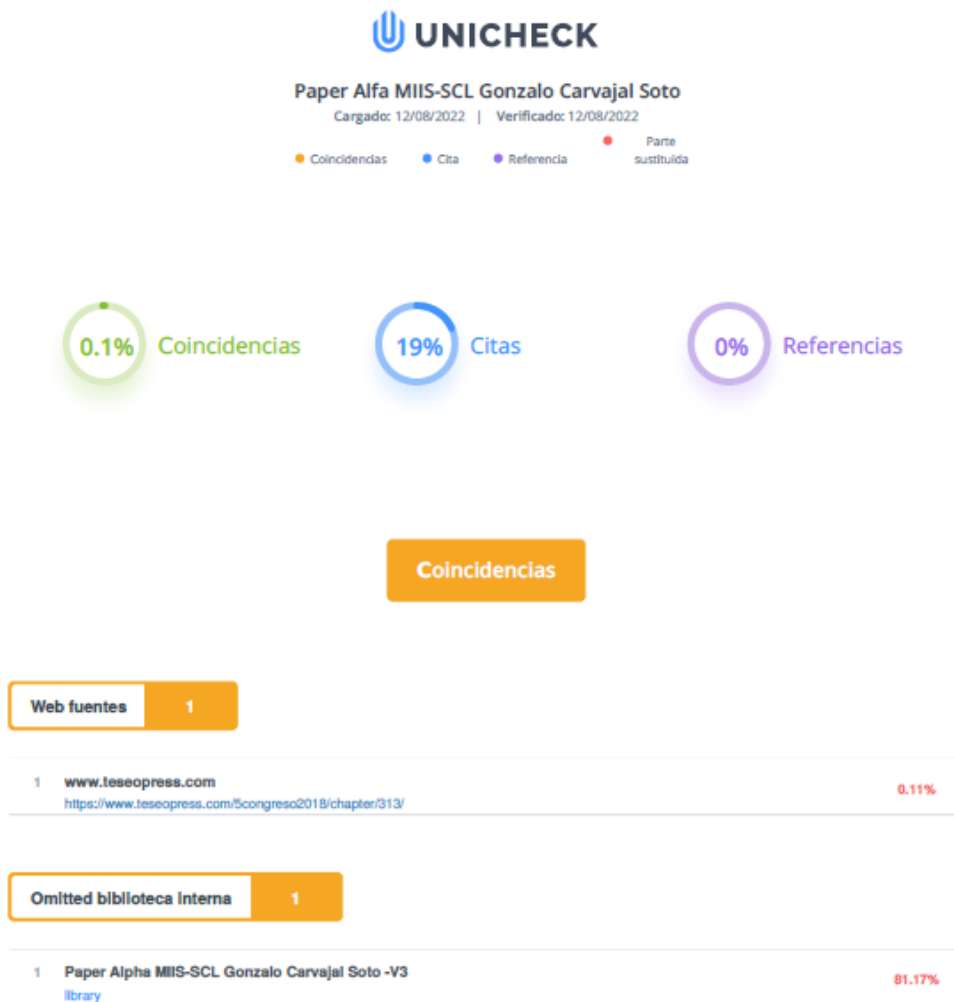 UNICHECK
Paper Alfa MIIS-SCL Gonzalo Carvajal Soto
Cargado: 12/08/2022 | Verificado: 12/08/2022
Coincidencias Cita Referencia Parte sustituida
0.1% Coincidencias 19% Citas 0% Referencias
Coincidencias
Web fuentes 1
1 www.teseopress.com 0.11%
https://www.teseopress.com/5congreso2018/chapter/313/
Omitted biblioteca interna 1
1 Paper Alpha MIIS-SCL Gonzalo Carvajal Soto -V3 81.17%
library